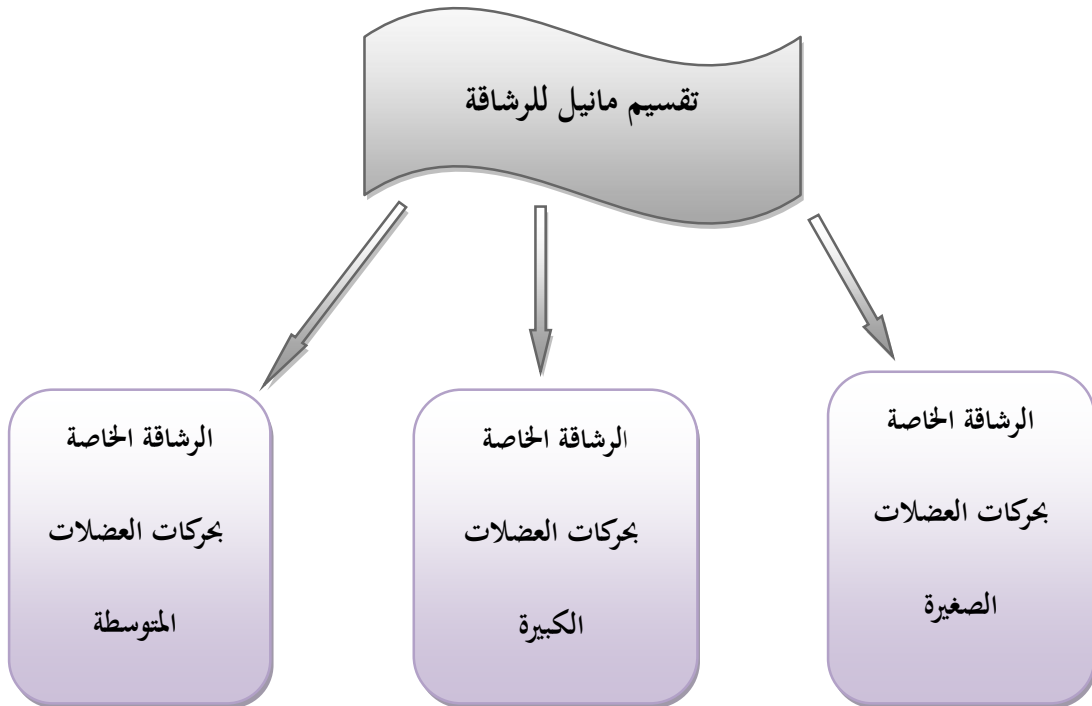 تقسيم مانيل للرشاقة
الرشاقة الخاصة
بحركات العضلات
الصغيرة
الرشاقة الخاصة
بحركات العضلات
الكبيرة
الرشاقة الخاصة
بحركات العضلات
المتوسطة